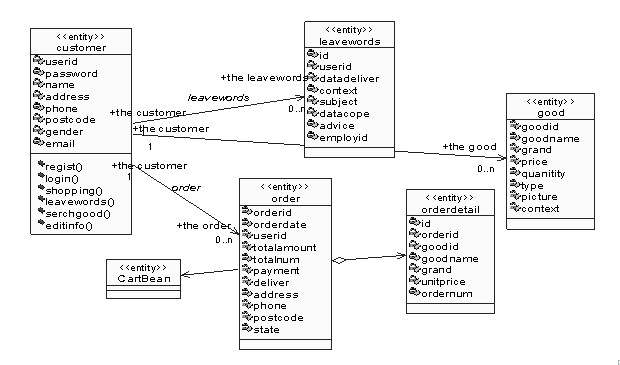 <<entity>>
customer
userid
password
name
address
phone
postcode
gender
email
regist()
login()
shopping()
leavewords()
serchgood()
editinfo()
<<entity>>
leavewords
id
userid
datadeliver
context
subject
datacope
advice
employid
<<entity>>
good
goodid
goodname
grand
price
quanitity
type
picture
context
+the leavewords
leavewords
0..n
+the customer
+the customer
1
+the good
0..n
+the customer
1
order
+the order
0..n
<<entity>>
order
orderid
orderdate
userid
totalamount
totalnum
payment
deliver
address
phone
postcode
state
<<entity>>
orderdetail
id
orderid
goodid
goodname
grand
unitprice
ordernum
<<entity>>
CartBean